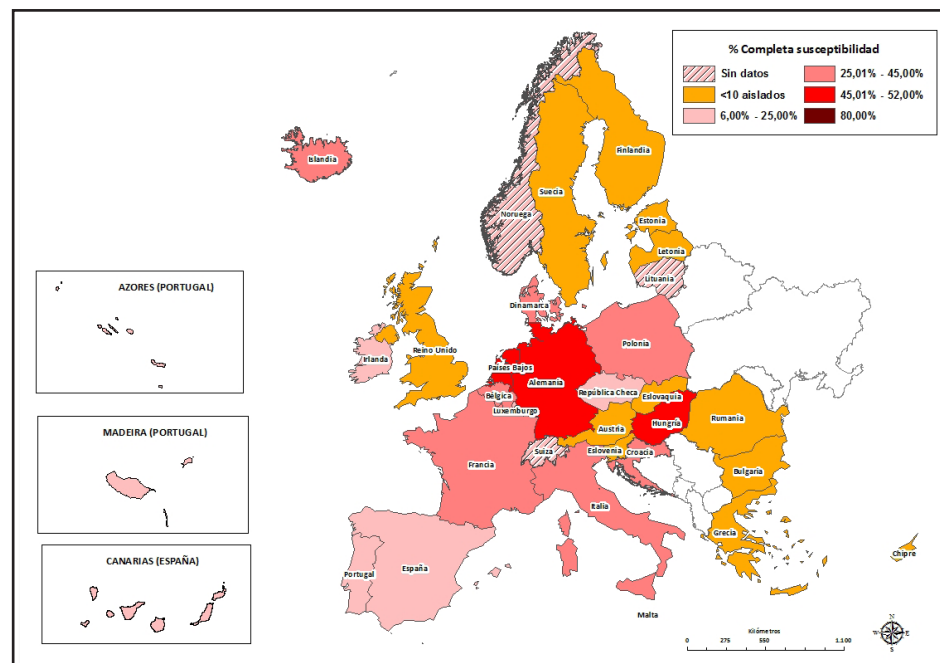 % Completa susceptibilidad
Sin datos
25,01% - 45,00%
<10 aislados
45,01% - 52,00%
6,00% - 25,00%
80,00%
Islandia
Finlandia
Suecia
Noruega
Estonia
Letonia
Lituania
AZORES (PORTUGAL)
Dinamarca
Polonia
Reino Unido
Irlanda
Paises Bajos
Alemania
Bélgica
República Checa
Eslovaquia
Luxemburgo
Rumanía
Hungría
Austria
MADEIRA (PORTUGAL)
Suiza
Eslovenia
Croacia
Francia
Bulgaria
Italia
Grecia
CANARIAS (ESPAÑA)
Chipre
Portugal
España
Malta
Kilómetros
0 275 550 1.100
N
W E
S